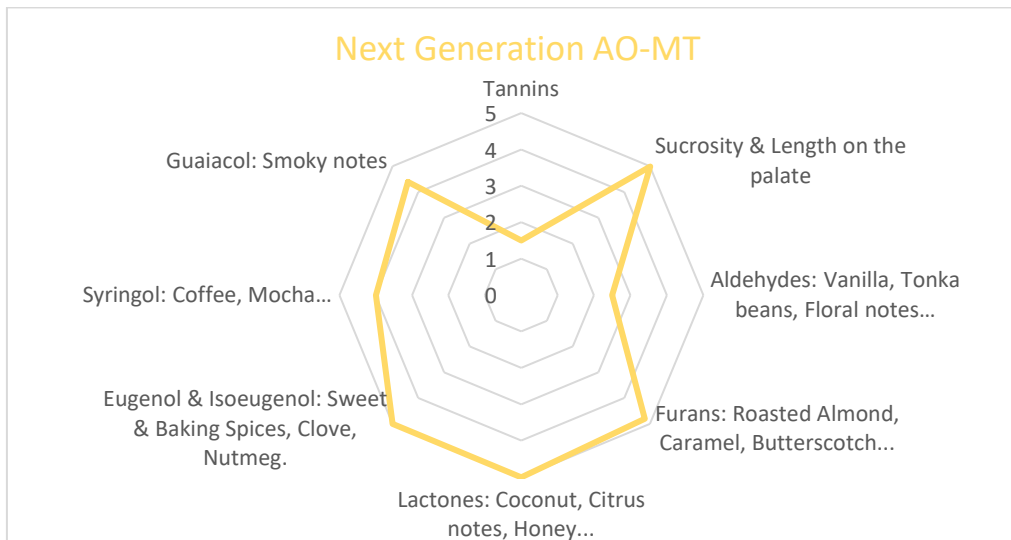 Next Generation AO-MT
Tannins
5
4
3
2
1
0
Sucrosity & Length on the
palate
Aldehydes: Vanilla, Tonka
beans, Floral notes…
Furans: Roasted Almond,
Caramel, Butterscotch...
Lactones: Coconut, Citrus
notes, Honey...
Eugenol & Isoeugenol: Sweet
& Baking Spices, Clove,
Nutmeg.
Syringol: Coffee, Mocha…
Guaiacol: Smoky notes